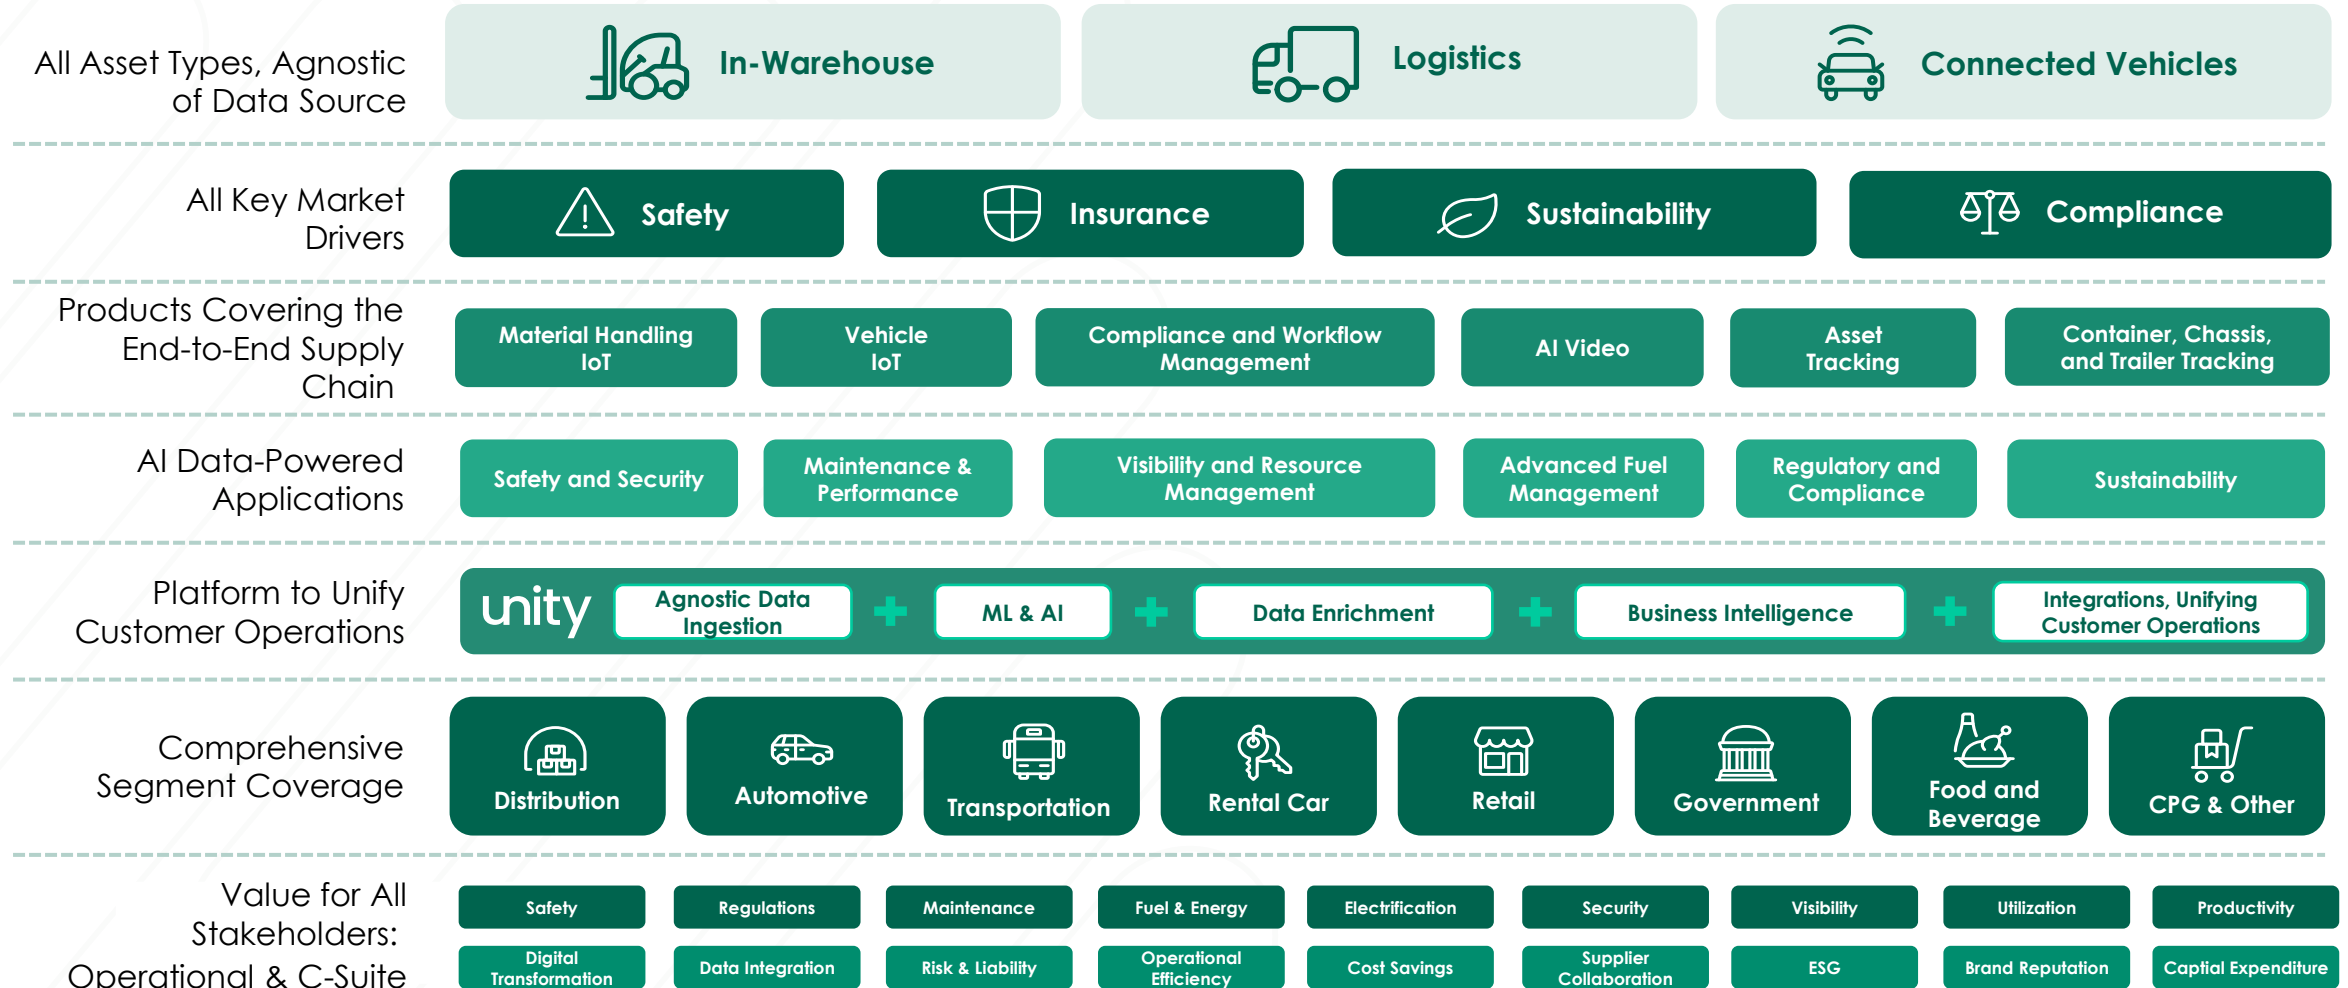 All Asset Types, Agnostic
of Data Source
In-Warehouse
Logistics
Connected Vehicles
All Key Market
Drivers
Safety
Insurance
Sustainability
Compliance
Products Covering the
End-to-End Supply
Chain
Material Handling
IoT
Vehicle
IoT
Compliance and Workflow
Management
AI Video
Asset
Tracking
Container, Chassis,
and Trailer Tracking
AI Data-Powered
Applications
Safety and Security
Maintenance &
Performance
Visibility and Resource
Management
Advanced Fuel
Management
Regulatory and
Compliance
Sustainability
Platform to Unify
Customer Operations
unity
Agnostic Data
Ingestion
ML & AI
Data Enrichment
Business Intelligence
Integrations, Unifying
Customer Operations
Comprehensive
Segment Coverage
Distribution
Automotive
Transportation
Rental Car
Retail
Government
Food and
Beverage
CPG & Other
Value for All
Stakeholders:
Operational & C-Suite
Safety
Regulations
Maintenance
Fuel & Energy
Electrification
Security
Visibility
Utilization
Productivity
Digital
Transformation
Data Integration
Risk & Liability
Operational
Efficiency
Cost Savings
Supplier
Collaboration
ESG
Brand Reputation
Captial Expenditure